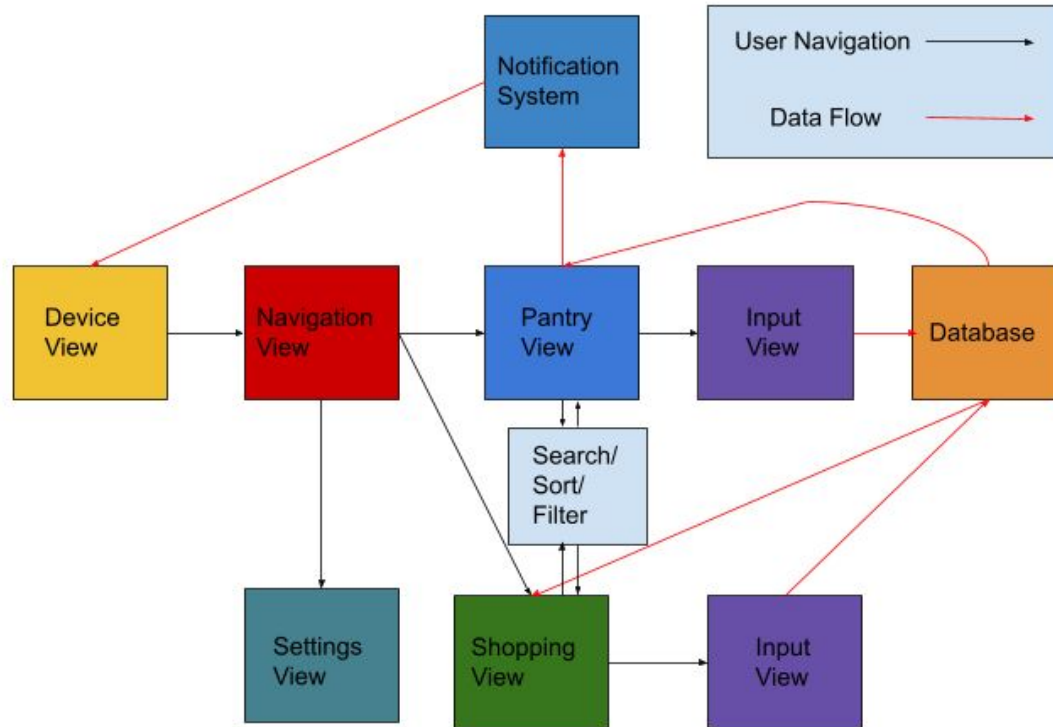 Notification
System
User Navigation
Data Flow
Device
View
Navigation
View
Pantry
View
Input
View
Database
Search/
Sort/
Filter
Settings
View
Shopping
View
Input
View